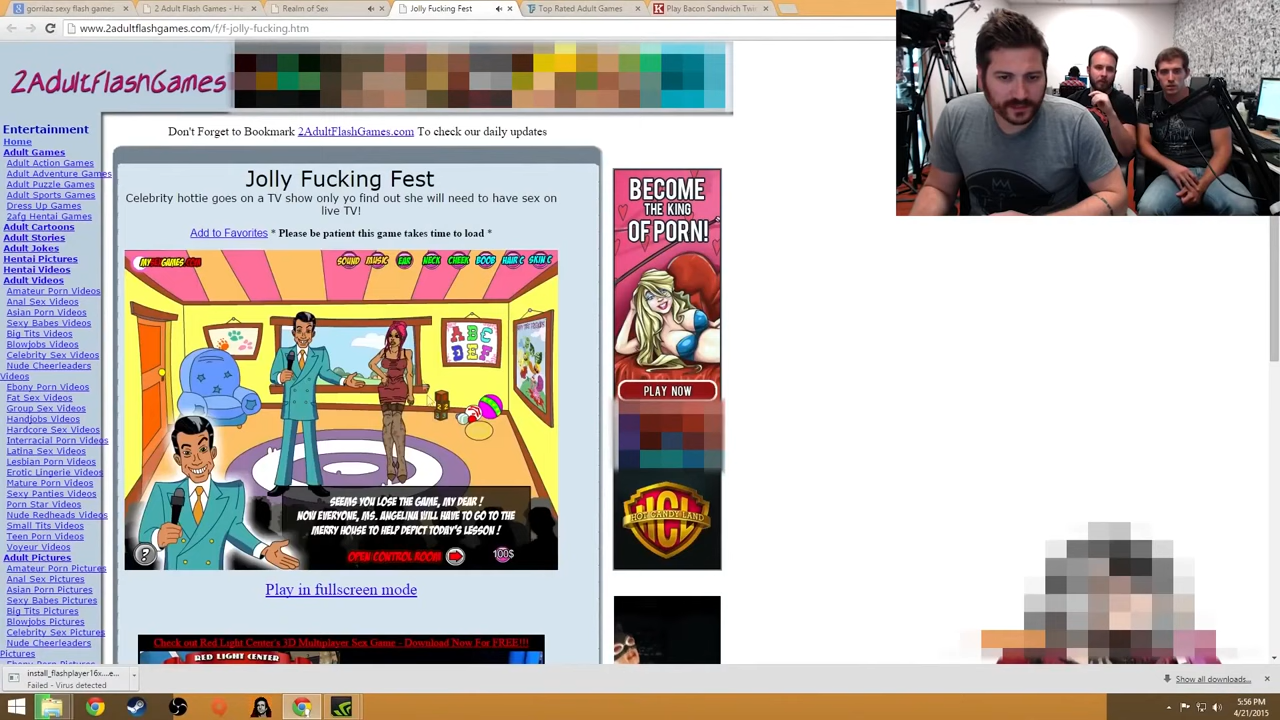 gorrilaz sexy flash games
2 Adult Flash Games - He
Realm of Sex
Jolly Fucking Fest
Top Rated Adult Games
Play Bacon Sandwich Twi
www.2adultflashgames.com/f/f-jolly-fucking.htm
2AdultFlashGames
Don't Forget to Bookmark 2AdultFlashGames.com To check our daily updates
Entertainment
Home
Adult Games
Adult Action Games
Adult Adventure Games
Adult Puzzle Games
Adult Sports Games
Dress Up Games
2afg Hentai Games
Adult Cartoons
Adult Stories
Adult Jokes
Hentai Pictures
Hentai Videos
Adult Videos
Amateur Porn Videos
Anal Sex Videos
Asian Porn Videos
Sexy Babes Videos
Big Tits Videos
Blowjobs Videos
Celebrity Sex Videos
Nude Cheerleaders
Videos
Ebony Porn Videos
Fat Sex Videos
Group Sex Videos
Handjobs Videos
Hardcore Sex Videos
Interracial Porn Videos
Latina Sex Videos
Lesbian Porn Videos
Erotic Lingerie Videos
Mature Porn Videos
Sexy Panties Videos
Porn Star Videos
Nude Redheads Videos
Small Tits Videos
Teen Porn Videos
Voyeur Videos
Adult Pictures
Amateur Porn Pictures
Anal Sex Pictures
Asian Porn Pictures
Sexy Babes Pictures
Big Tits Pictures
Blowjobs Pictures
Celebrity Sex Pictures
Nude Cheerleaders
Pictures
Ebony Porn Pictures
Jolly Fucking Fest
Celebrity hottie goes on a TV show only yo find out she will need to have sex on
live TV!
Add to Favorites * Please be patient this game takes time to load *
SOUND MUSIC EAR NECK CHEEK BOOB HAIR C SKIN C
ABC
DEF
SEEMS YOU LOSE THE GAME, MY DEAR !
NOW EVERYONE, MS. ANGELINA WILL HAVE TO GO TO THE
MERRY HOUSE TO HELP DEPICT TODAY'S LESSON !
? OPEN CONTROL ROOM 100$
Play in fullscreen mode
Check out Red Light Center's 3D Multiplayer Sex Game - Download Now For FREE!!!
RED LIGHT CENTER
BECOME
THE KING
OF PORN!
PLAY NOW
HCL
HOT CANDY LAND
install_flashplayer16x....e...
Failed - Virus detected
Show all downloads...
5:56 PM
4/21/2015